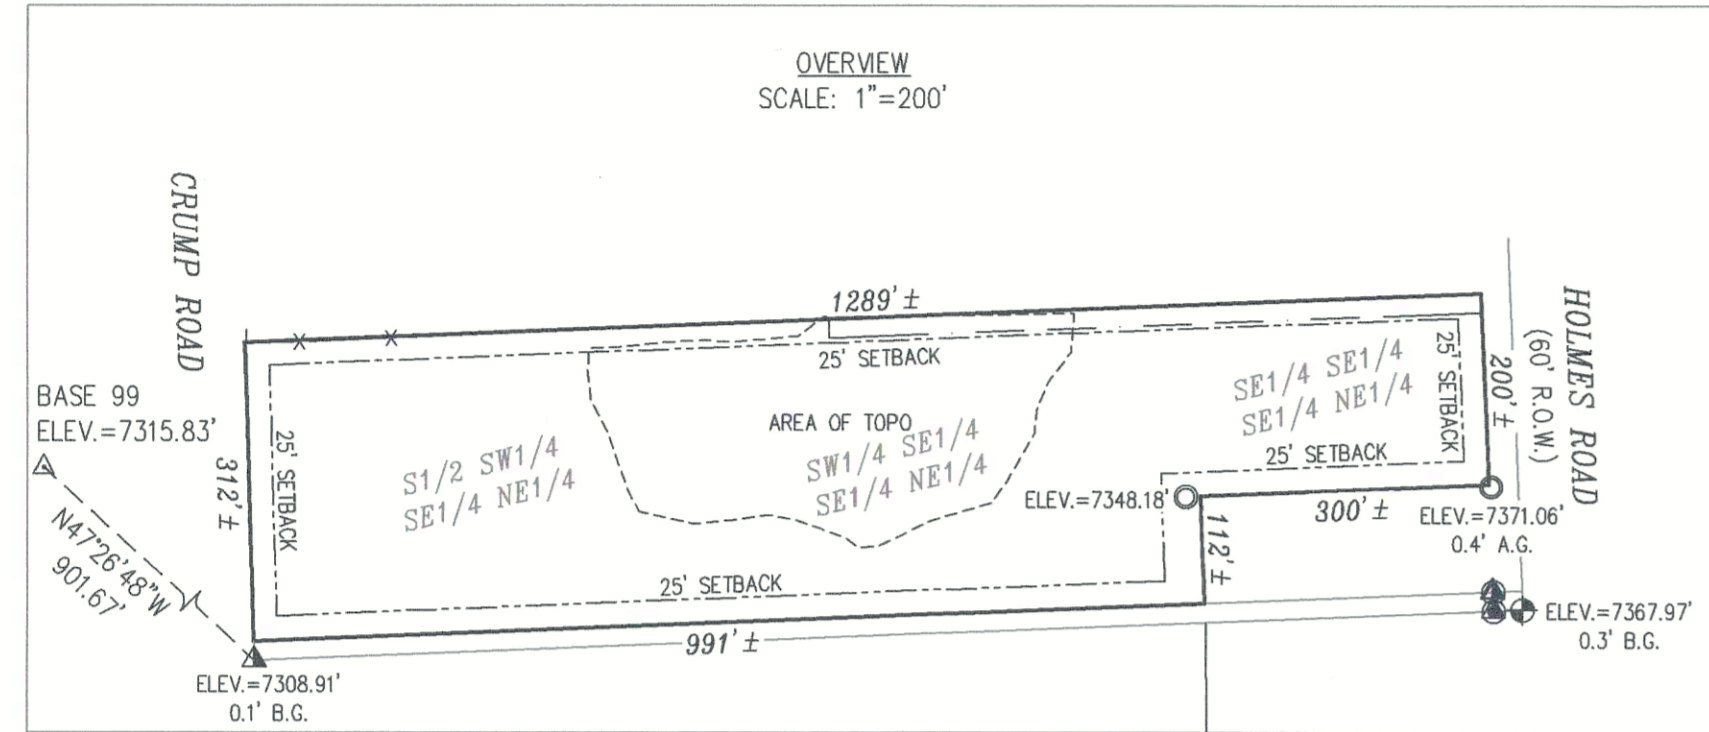 OVERVIEW
SCALE: 1"=200'
CRUMP ROAD
1289'±
HOLMES ROAD
(60' R.O.W.)
25' SETBACK
25' SETBACK
200'±
SE1/4 SE1/4
SE1/4 NE1/4
BASE 99
ELEV.=7315.83'
AREA OF TOPO
25' SETBACK
S1/2 SW1/4
SE1/4 NE1/4
SW1/4 SE1/4
SE1/4 NE1/4
25' SETBACK
312'±
ELEV.=7348.18'
300'±
ELEV.=7371.06'
0.4' A.G.
112'±
N47°26'48"W
901.67'
25' SETBACK
991'±
ELEV.=7367.97'
0.3' B.G.
ELEV.=7308.91'
0.1' B.G.